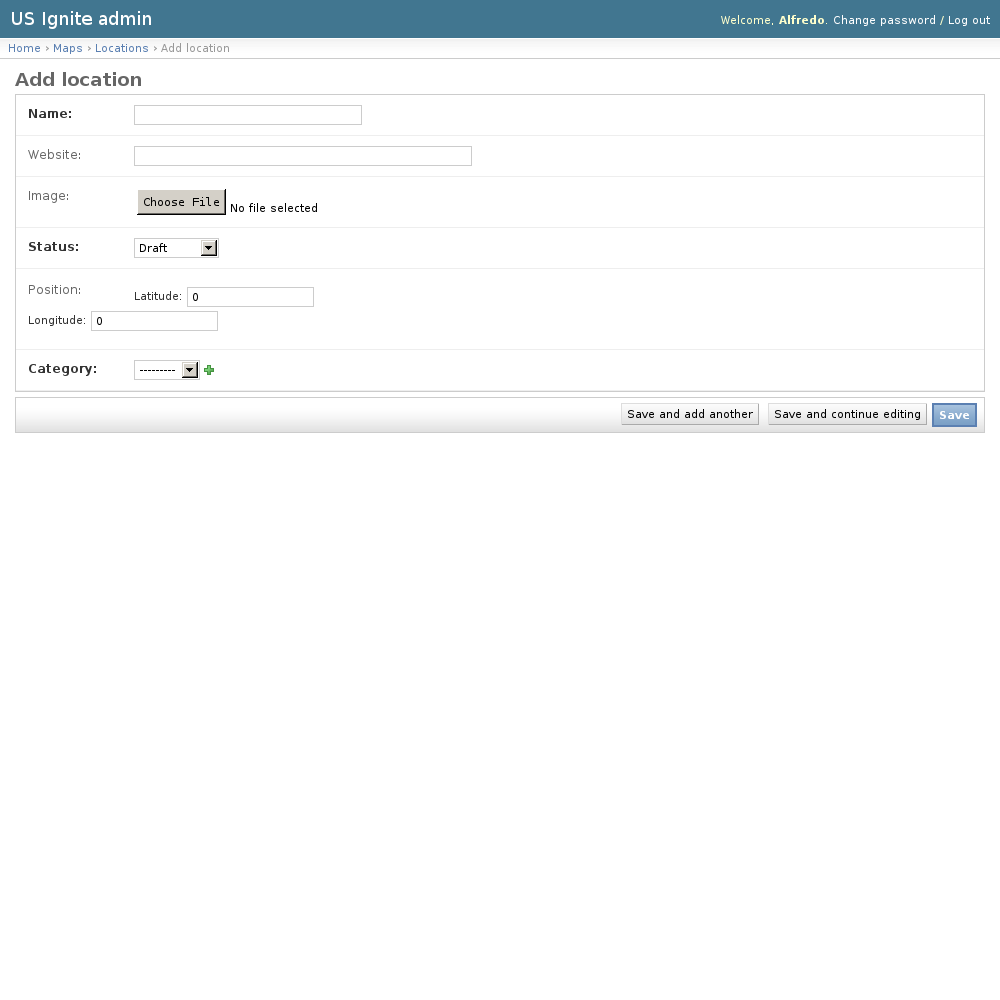 US Ignite admin
Welcome, Alfredo. Change password / Log out
Home › Maps › Locations › Add location
Add location
Name:
Website:
Image: Choose File No file selected
Status: Draft
Position: Latitude: 0
Longitude: 0
Category: ---------
Save and add another Save and continue editing Save